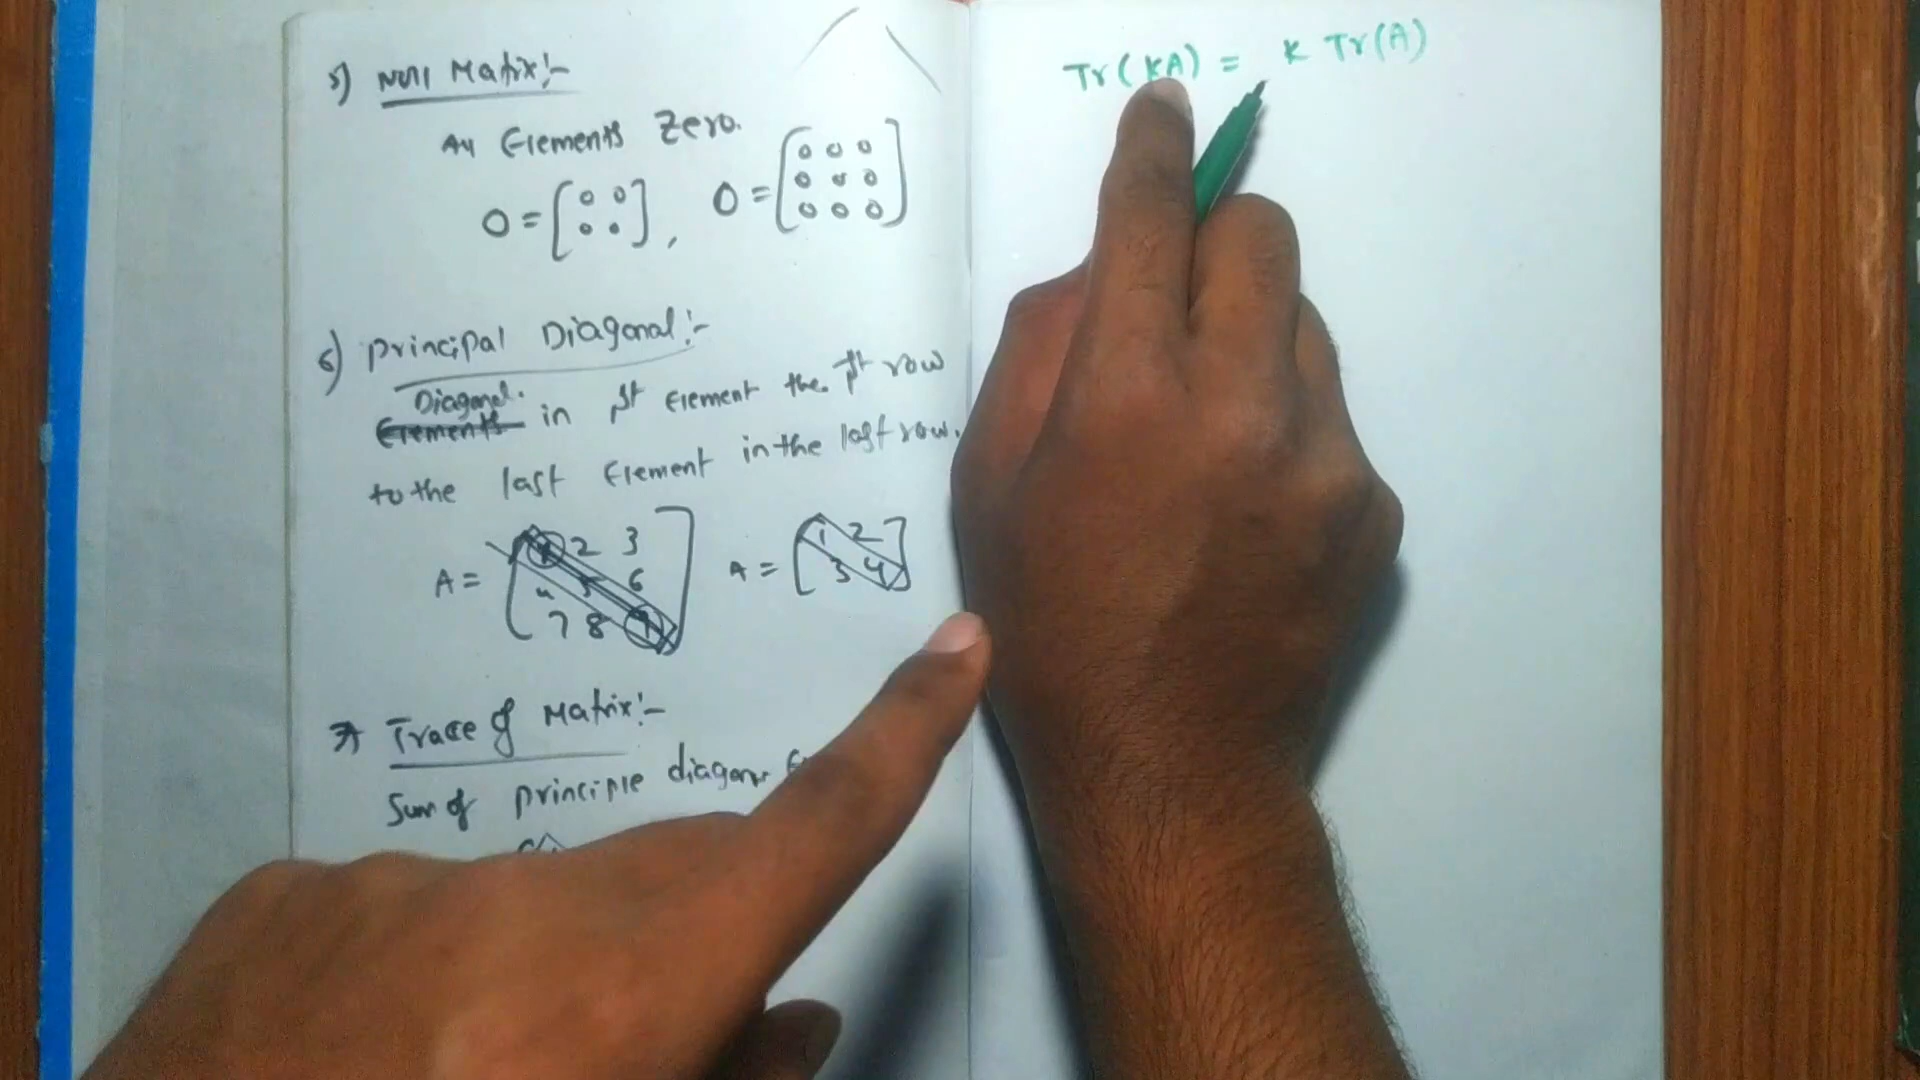 5) Null Matrix:-
All Elements Zero.
O = [0 0
0 0], O = [0 0 0
0 0 0
0 0 0]
6) Principal Diagonal:-
Diagonal.
Elements in 1st Element the 1st row
to the last Element in the last row.
A = [1 2 3
4 5 6
7 8 9] A = [1 2
3 4]
7) Trace of Matrix:-
Sum of principle diagonal
Tr(KA) = K Tr(A)